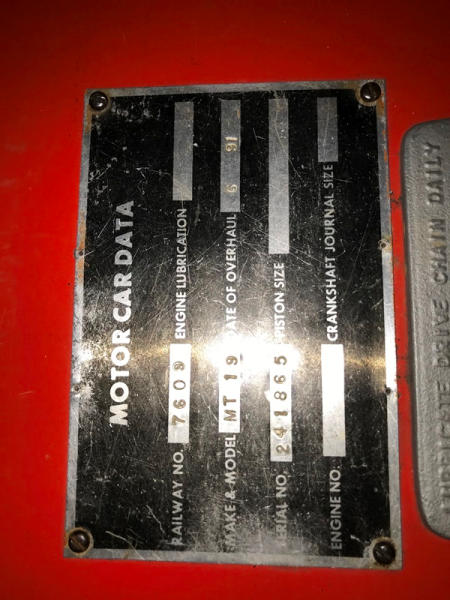 MOTOR CAR DATA
RAILWAY NO. 7609 ENGINE LUBRICATION
MAKE & MODEL MT 19 DATE OF OVERHAUL 6 91
SERIAL NO. 241865 PISTON SIZE
ENGINE NO. CRANKSHAFT JOURNAL SIZE
LUBRICATE DRIVE CHAIN DAILY